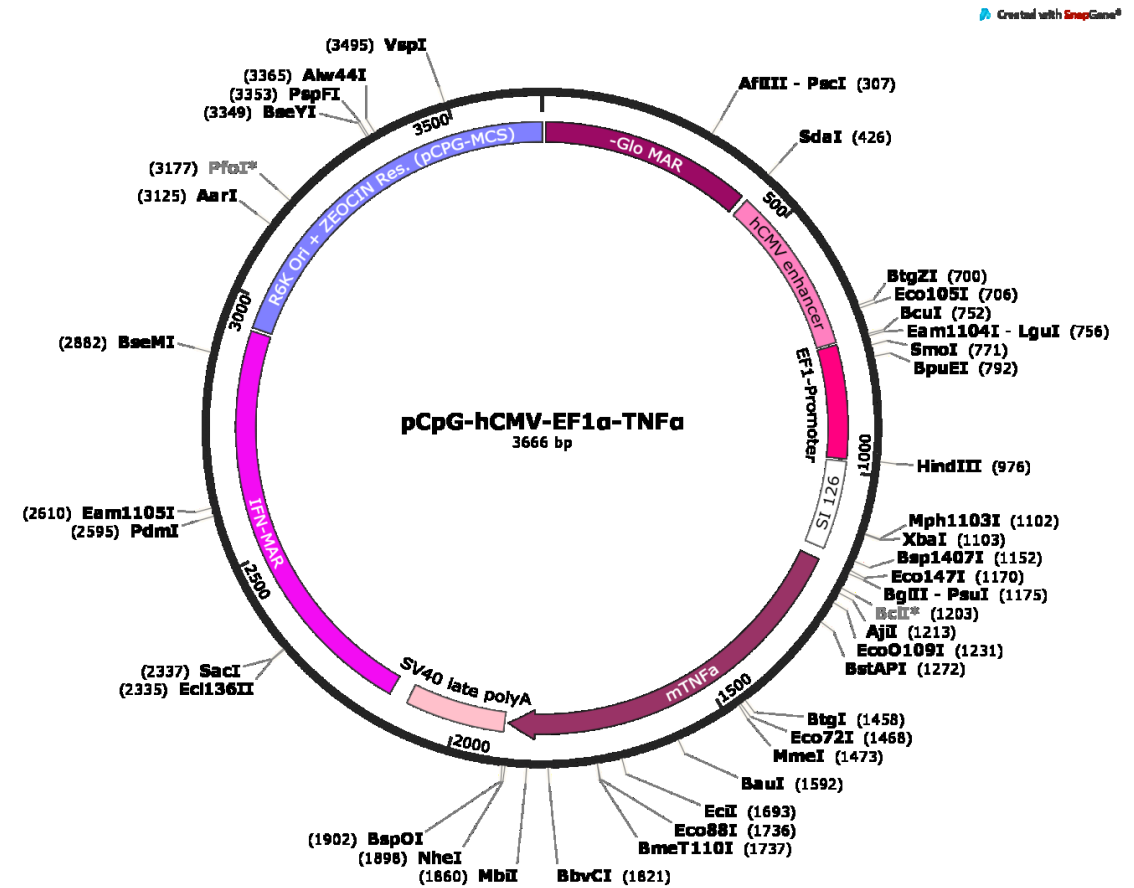 Created with SnapGene®
(3495) VspI
(3365) Alw44I
(3353) PspFI
(3349) BseYI
(3177) PfoI*
(3125) AarI
(2882) BseMI
(2610) Eam1105I
(2595) PdmI
(2337) SacI
(2335) Ecl136II
(1902) BspOI
(1898) NheI
(1860) MbiI
BbvCI (1821)
AflIII - PscI (307)
SdaI (426)
BtgZI (700)
Eco105I (706)
BcuI (752)
Eam1104I - LguI (756)
SmoI (771)
BpuEI (792)
HindIII (976)
Mph1103I (1102)
XbaI (1103)
Bsp1407I (1152)
Eco147I (1170)
BglII - PsuI (1175)
BclI* (1203)
AjiI (1213)
EcoO109I (1231)
BstAPI (1272)
BtgI (1458)
Eco72I (1468)
MmeI (1473)
BauI (1592)
EciI (1693)
Eco88I (1736)
BmeT110I (1737)
500
1000
1500
2000
2500
3000
3500
-Glo MAR
hCMV enhancer
EF1-Promoter
SI 126
mTNFa
SV40 late polyA
IFN-MAR
R6K Ori + ZEOCIN Res. (pCPG-MCS)
pCpG-hCMV-EF1α-TNFα
3666 bp